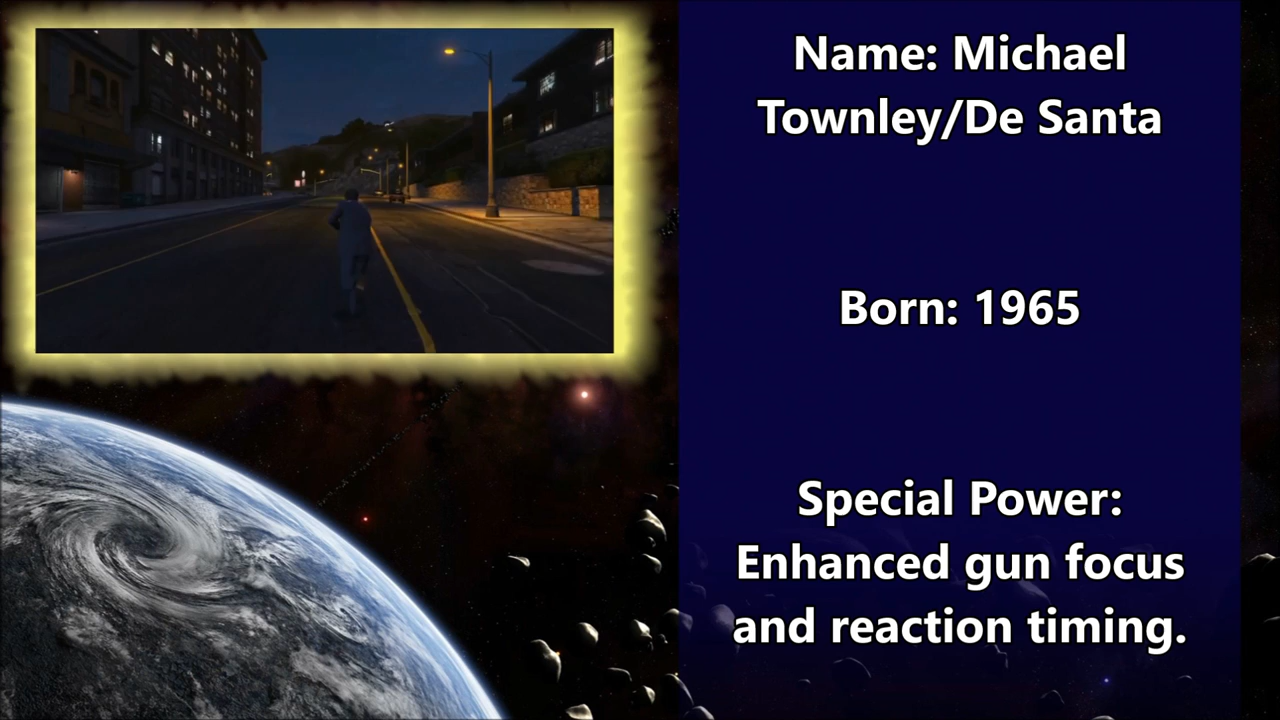 Name: Michael
Townley/De Santa
Born: 1965
Special Power:
Enhanced gun focus
and reaction timing.